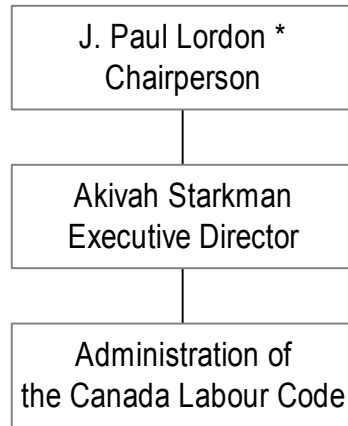 J. Paul Lordon *
Chairperson
Akivah Starkman
Executive Director
Administration of
the Canada Labour Code